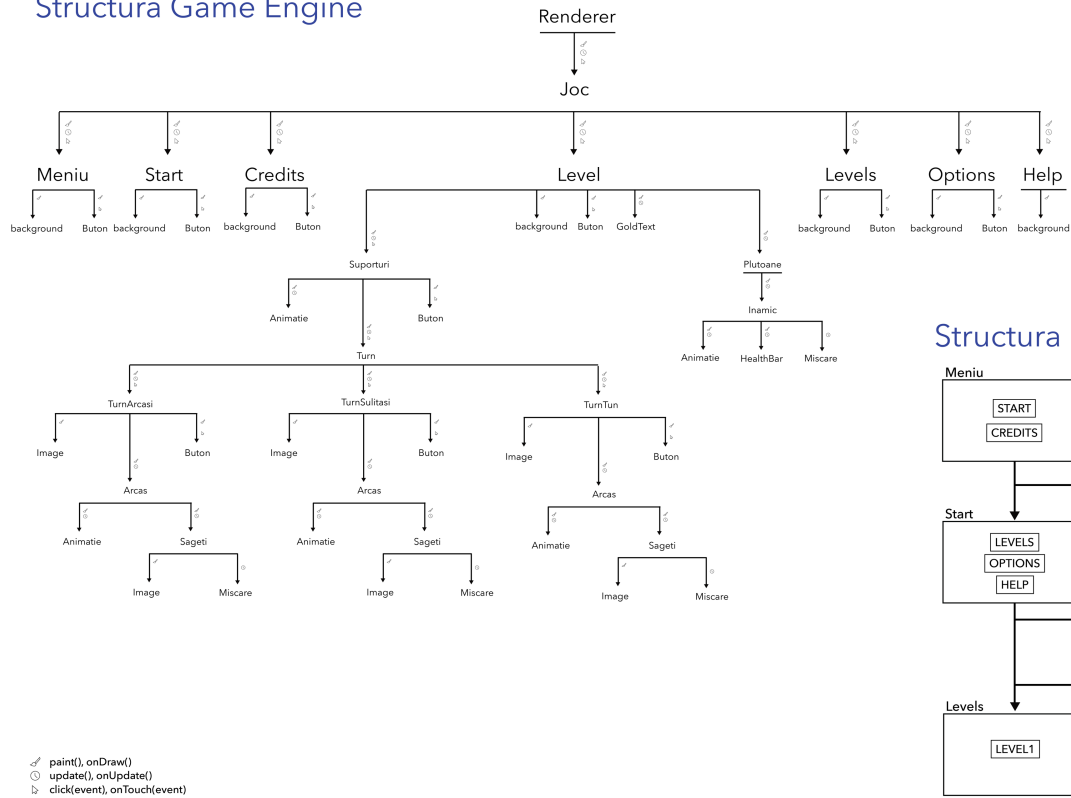 Structura Game Engine
Renderer
Joc
Meniu Start Credits Level Levels Options Help
background Buton background Buton background Buton background Buton GoldText background Buton background Buton background
Suporturi Plutoane
Animatie Buton Inamic
Turn Animatie HealthBar Miscare
TurnArcasi TurnSulitasi TurnTun
Image Buton Image Buton Image Buton
Arcas Arcas Arcas
Animatie Sageti Animatie Sageti Animatie Sageti
Image Miscare Image Miscare Image Miscare
paint(), onDraw()
update(), onUpdate()
click(event), onTouch(event)
Structura
Meniu
START
CREDITS
Start
LEVELS
OPTIONS
HELP
Levels
LEVEL1